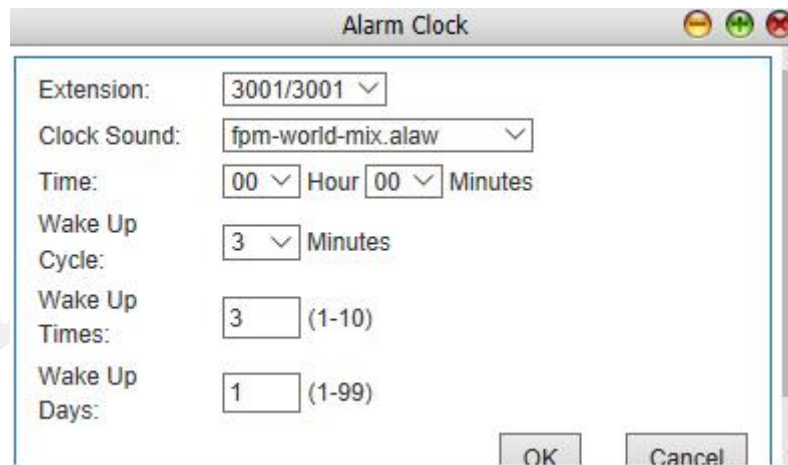 Alarm Clock
Extension: 3001/3001
Clock Sound: fpm-world-mix.alaw
Time: 00 Hour 00 Minutes
Wake Up
Cycle: 3 Minutes
Wake Up
Times: 3 (1-10)
Wake Up
Days: 1 (1-99)
OK Cancel